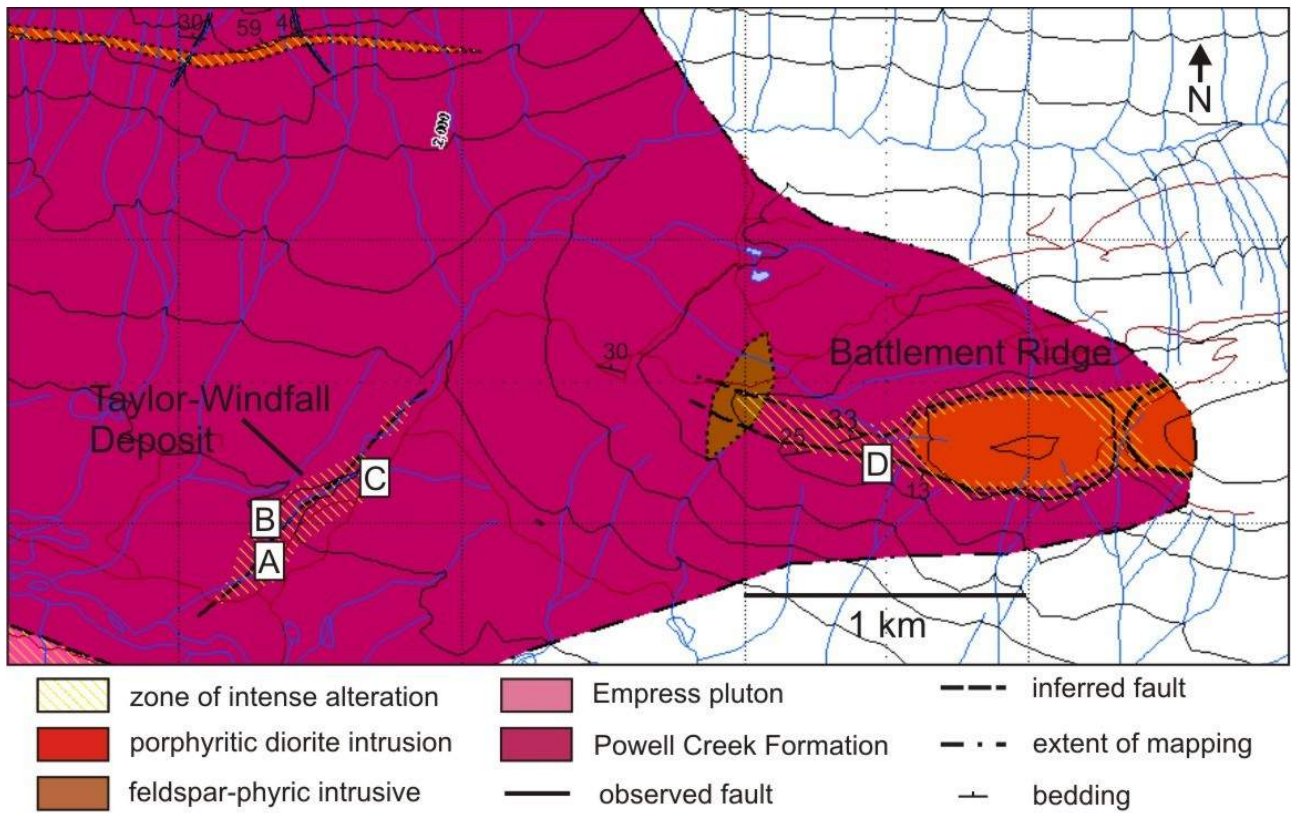 30
59
46
N
2,000
30
Battlement Ridge
Taylor-Windfall
Deposit
33
25
C
D
13
B
A
1 km
zone of intense alteration
porphyritic diorite intrusion
feldspar-phyric intrusive
Empress pluton
Powell Creek Formation
observed fault
inferred fault
extent of mapping
bedding